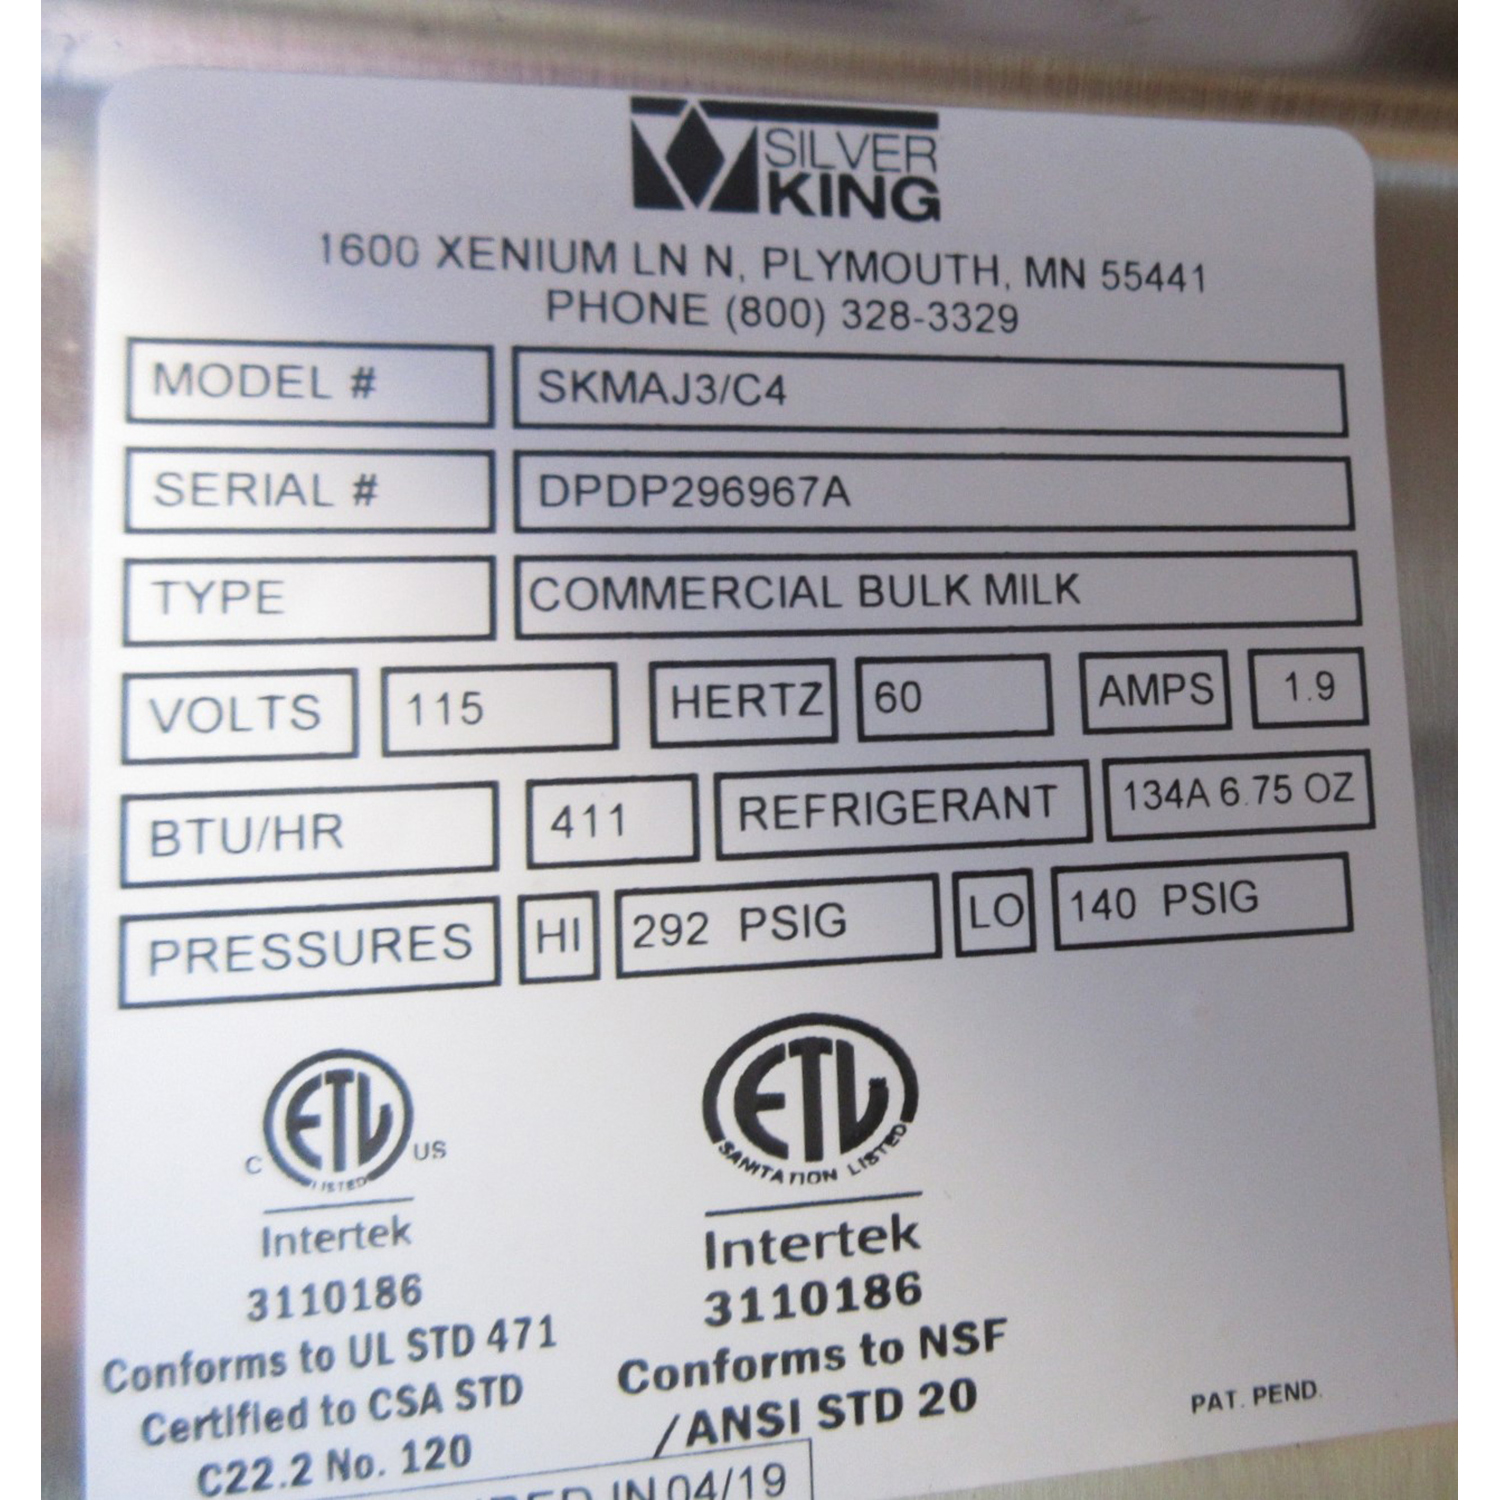 SILVER
KING
1600 XENIUM LN N, PLYMOUTH, MN 55441
PHONE (800) 328-3329
MODEL # SKMAJ3/C4
SERIAL # DPDP296967A
TYPE COMMERCIAL BULK MILK
VOLTS 115 HERTZ 60 AMPS 1.9
BTU/HR 411 REFRIGERANT 134A 6.75 OZ
PRESSURES HI 292 PSIG LO 140 PSIG
ETL
C US
LISTED
Intertek
3110186
Conforms to UL STD 471
Certified to CSA STD
C22.2 No. 120
ETL
SANITATION LISTED
Intertek
3110186
Conforms to NSF
/ANSI STD 20
PAT. PEND.
IN 04/19